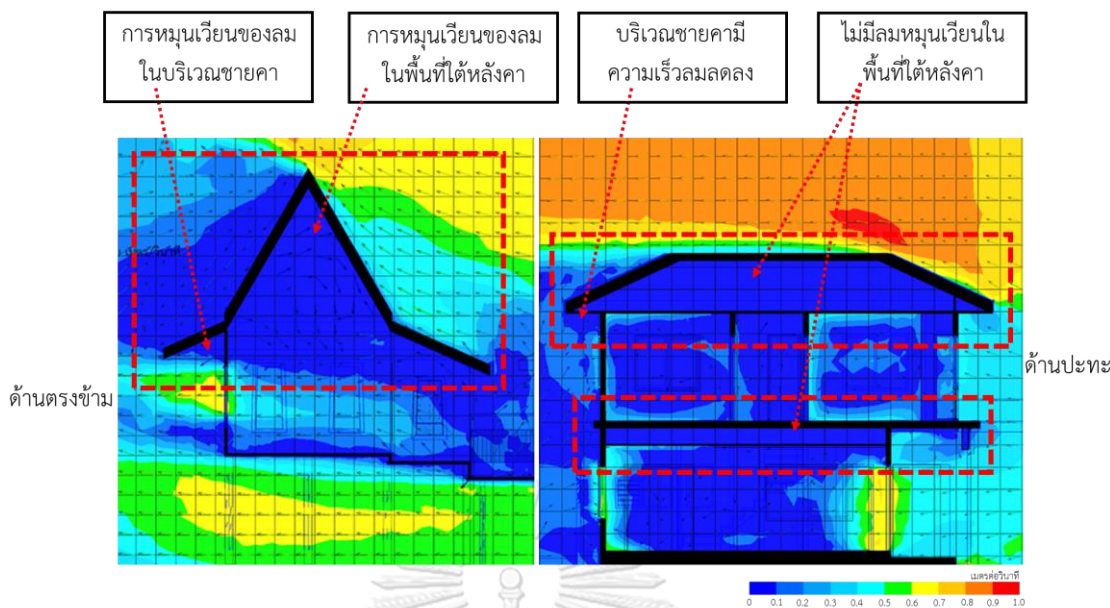 การหมุนเวียนของลม
ในบริเวณชายคา
การหมุนเวียนของลม
ในพื้นที่ใต้หลังคา
บริเวณชายคามี
ความเร็วลมลดลง
ไม่มีลมหมุนเวียนใน
พื้นที่ใต้หลังคา
ด้านตรงข้าม
ด้านปะทะ
เมตรต่อวินาที
0 0.1 0.2 0.3 0.4 0.5 0.6 0.7 0.8 0.9 1.0